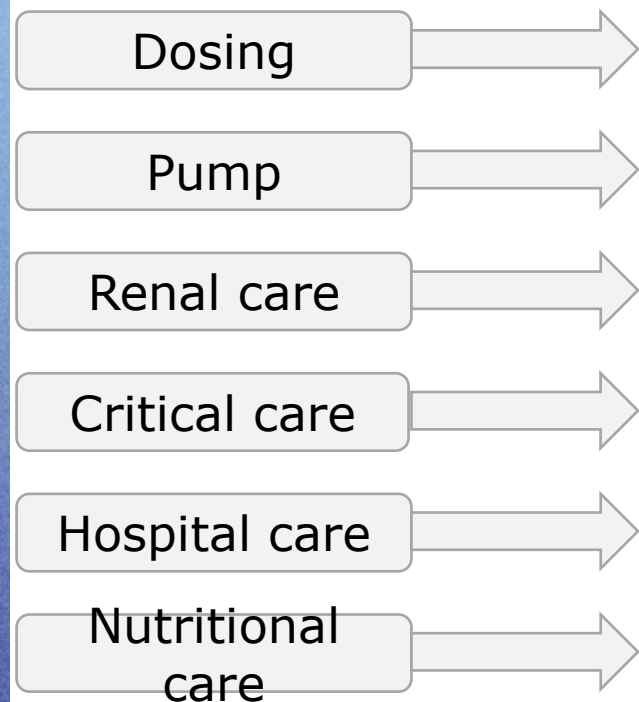 Dosing
Pump
Renal care
Critical care
Hospital care
Nutritional
care